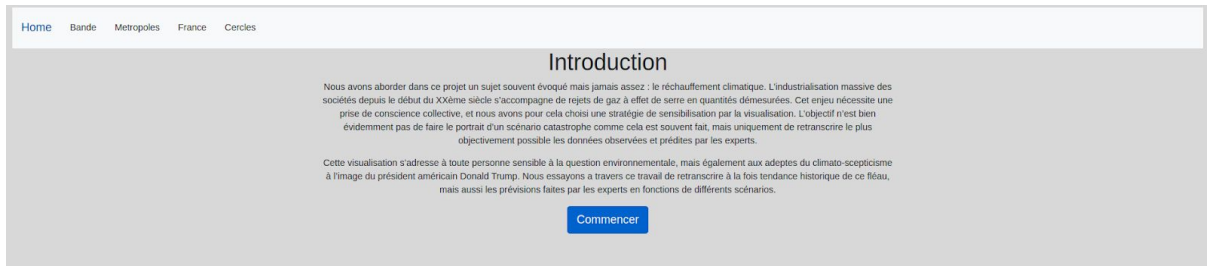 Home Bande Metropoles France Cercles
Introduction
Nous avons aborder dans ce projet un sujet souvent évoqué mais jamais assez : le réchauffement climatique. L'industrialisation massive des
sociétés depuis le début du XXème siècle s'accompagne de rejets de gaz à effet de serre en quantités démesurées. Cet enjeu nécessite une
prise de conscience collective, et nous avons pour cela choisi une stratégie de sensibilisation par la visualisation. L'objectif n'est bien
évidemment pas de faire le portrait d'un scénario catastrophe comme cela est souvent fait, mais uniquement de retranscrire le plus
objectivement possible les données observées et prédites par les experts.
Cette visualisation s'adresse à toute personne sensible à la question environnementale, mais également aux adeptes du climato-scepticisme
à l'image du président américain Donald Trump. Nous essayons a travers ce travail de retranscrire à la fois tendance historique de ce fléau,
mais aussi les prévisions faites par les experts en fonctions de différents scénarios.
Commencer